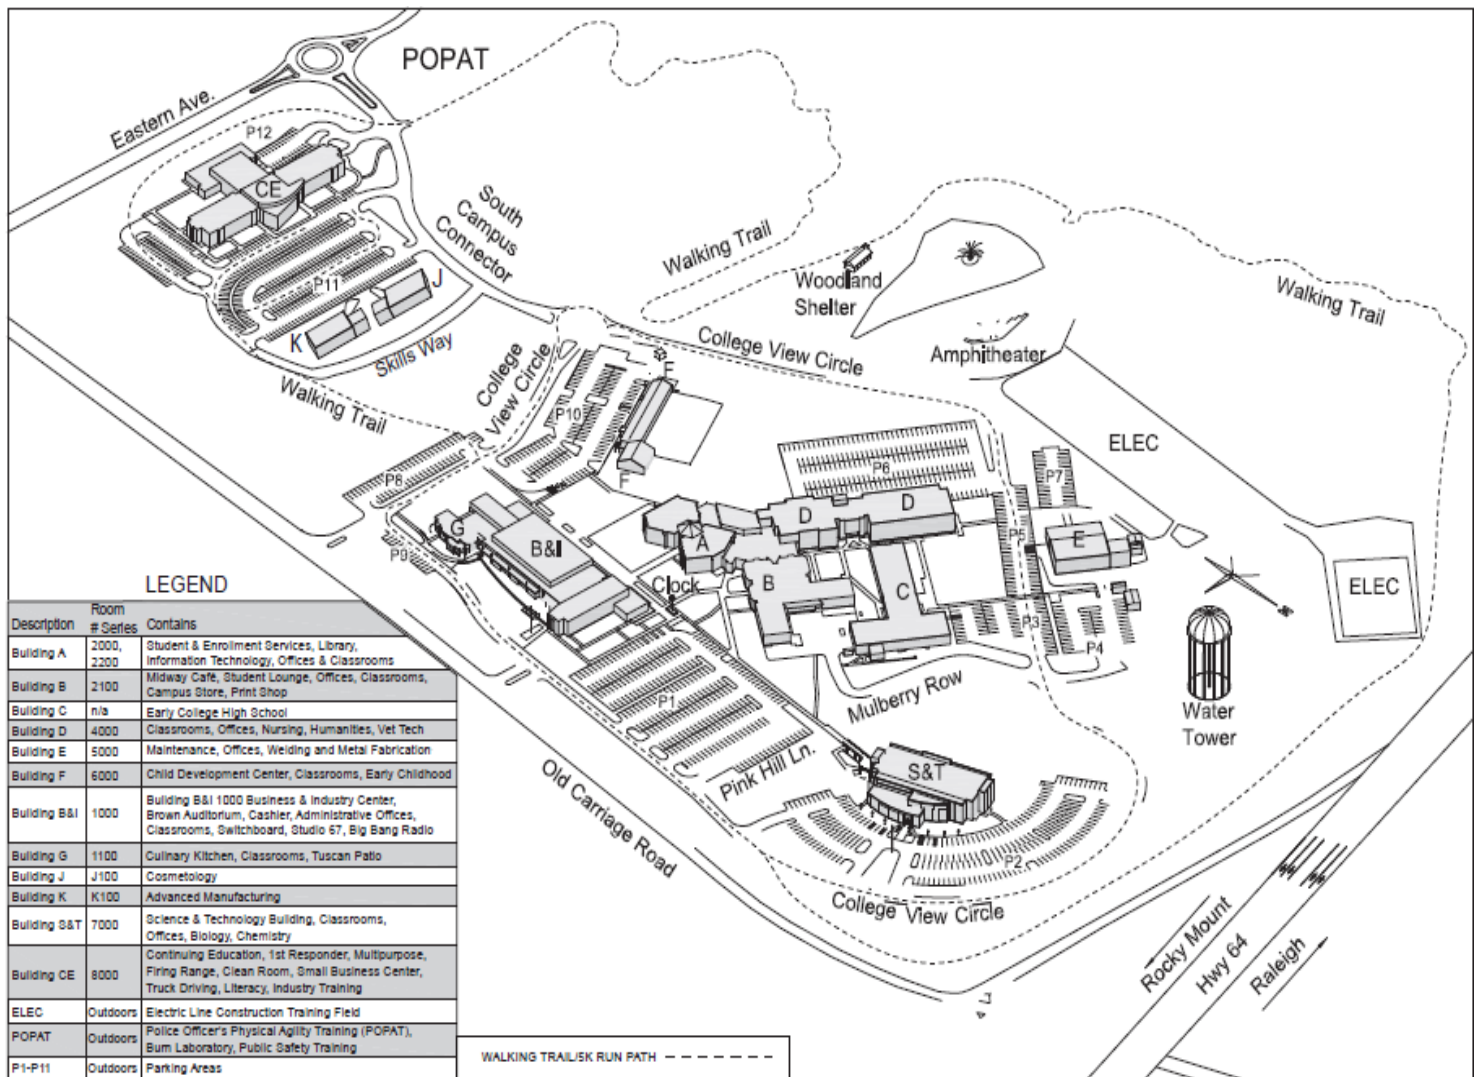 POPAT
Eastern Ave.
P12
CE
South
Campus
Connector
Walking Trail
Woodland
Shelter
Walking Trail
P11
J
K
Skills Way
College
View Circle
College View Circle
Amphitheater
Walking Trail
F
P10
F
ELEC
P8
P6
P7
D
D
G
B&I
A
P5
E
P9
Clock
B
C
ELEC
P3
P4
P1
Mulberry Row
Water
Tower
Pink Hill Ln.
S&T
Old Carriage Road
P2
College View Circle
Rocky Mount
Hwy 64
Raleigh
LEGEND
Description Room # Series Contains
Building A 2000, 2200 Student & Enrollment Services, Library,
Information Technology, Offices & Classrooms
Building B 2100 Midway Café, Student Lounge, Offices, Classrooms,
Campus Store, Print Shop
Building C n/a Early College High School
Building D 4000 Classrooms, Offices, Nursing, Humanities, Vet Tech
Building E 5000 Maintenance, Offices, Welding and Metal Fabrication
Building F 6000 Child Development Center, Classrooms, Early Childhood
Building B&I 1000 Building B&I 1000 Business & Industry Center,
Brown Auditorium, Cashier, Administrative Offices,
Classrooms, Switchboard, Studio 67, Big Bang Radio
Building G 1100 Culinary Kitchen, Classrooms, Tuscan Patio
Building J J100 Cosmetology
Building K K100 Advanced Manufacturing
Building S&T 7000 Science & Technology Building, Classrooms,
Offices, Biology, Chemistry
Building CE 8000 Continuing Education, 1st Responder, Multipurpose,
Firing Range, Clean Room, Small Business Center,
Truck Driving, Literacy, Industry Training
ELEC Outdoors Electric Line Construction Training Field
POPAT Outdoors Police Officer's Physical Agility Training (POPAT),
Burn Laboratory, Public Safety Training
P1-P11 Outdoors Parking Areas
WALKING TRAIL/5K RUN PATH